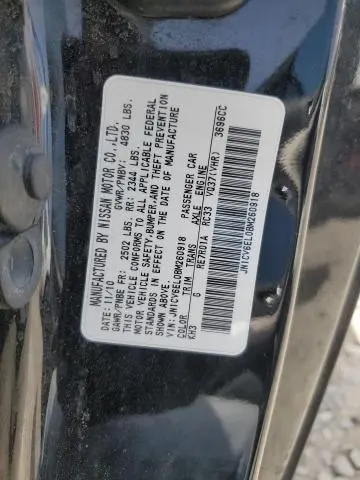 MANUFACTURED BY NISSAN MOTOR CO.,LTD.
DATE: 11/10 GVWR/PNBV: 4830 LBS.
GAWR/PNBE FR: 2502 LBS. RR: 2344 LBS.
THIS VEHICLE CONFORMS TO ALL APPLICABLE FEDERAL
MOTOR VEHICLE SAFETY,BUMPER,AND THEFT PREVENTION
STANDARDS IN EFFECT ON THE DATE OF MANUFACTURE
SHOWN ABOVE.
VIN: JN1CV6EL0BM260918 PASSENGER CAR
COLOR TRIM TRANS AXLE ENGINE
KH3 G RE7R01A RC33 VQ37(VHR) 3696CC
JN1CV6EL0BM260918